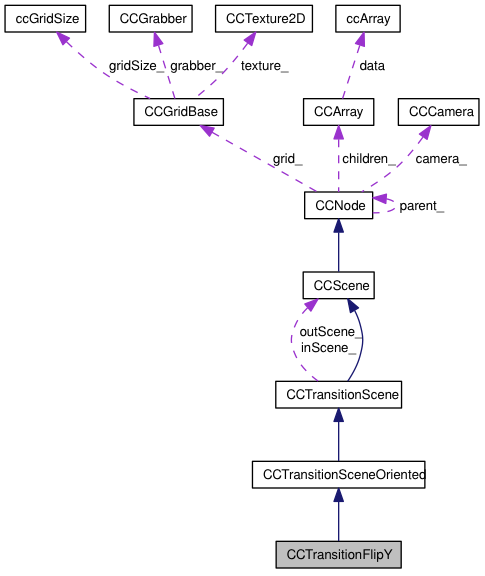 ccGridSize CCGrabber CCTexture2D ccArray
gridSize_ grabber_ texture_ data
CCGridBase CCArray CCCamera
grid_ children_ camera_
CCNode parent_
CCScene
outScene_
inScene_
CCTransitionScene
CCTransitionSceneOriented
CCTransitionFlipY